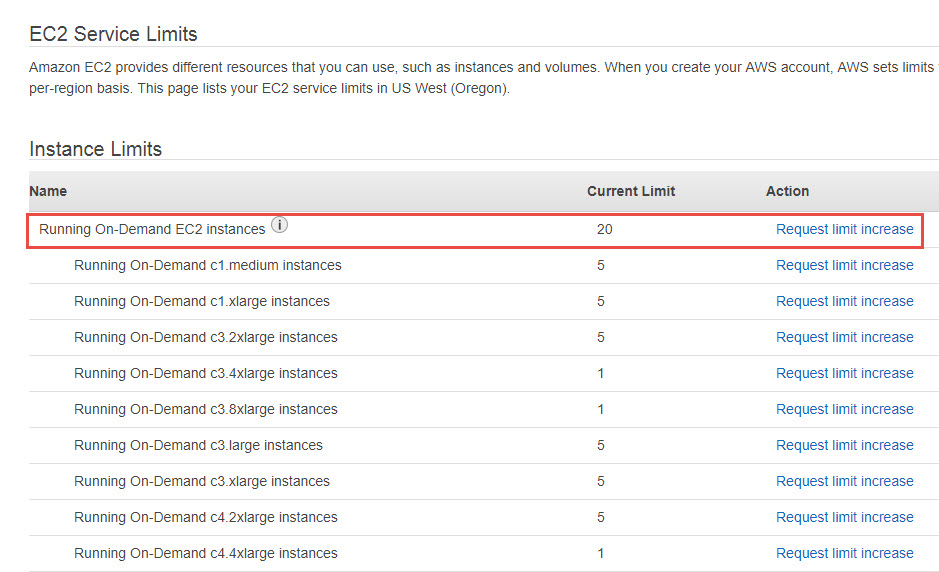 EC2 Service Limits
Amazon EC2 provides different resources that you can use, such as instances and volumes. When you create your AWS account, AWS sets limits
per-region basis. This page lists your EC2 service limits in US West (Oregon).
Instance Limits
Name Current Limit Action
Running On-Demand EC2 instances i 20 Request limit increase
Running On-Demand c1.medium instances 5 Request limit increase
Running On-Demand c1.xlarge instances 5 Request limit increase
Running On-Demand c3.2xlarge instances 5 Request limit increase
Running On-Demand c3.4xlarge instances 1 Request limit increase
Running On-Demand c3.8xlarge instances 1 Request limit increase
Running On-Demand c3.large instances 5 Request limit increase
Running On-Demand c3.xlarge instances 5 Request limit increase
Running On-Demand c4.2xlarge instances 5 Request limit increase
Running On-Demand c4.4xlarge instances 1 Request limit increase